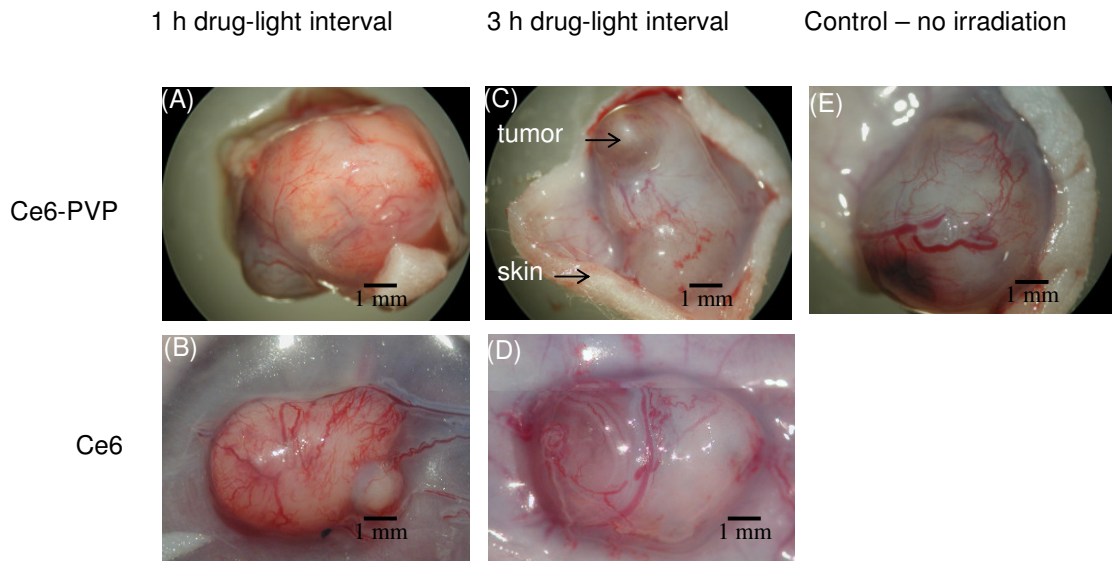 1 h drug-light interval
3 h drug-light interval
Control – no irradiation
Ce6-PVP
(A)
1 mm
(C)
tumor
skin
1 mm
(E)
1 mm
Ce6
(B)
1 mm
(D)
1 mm